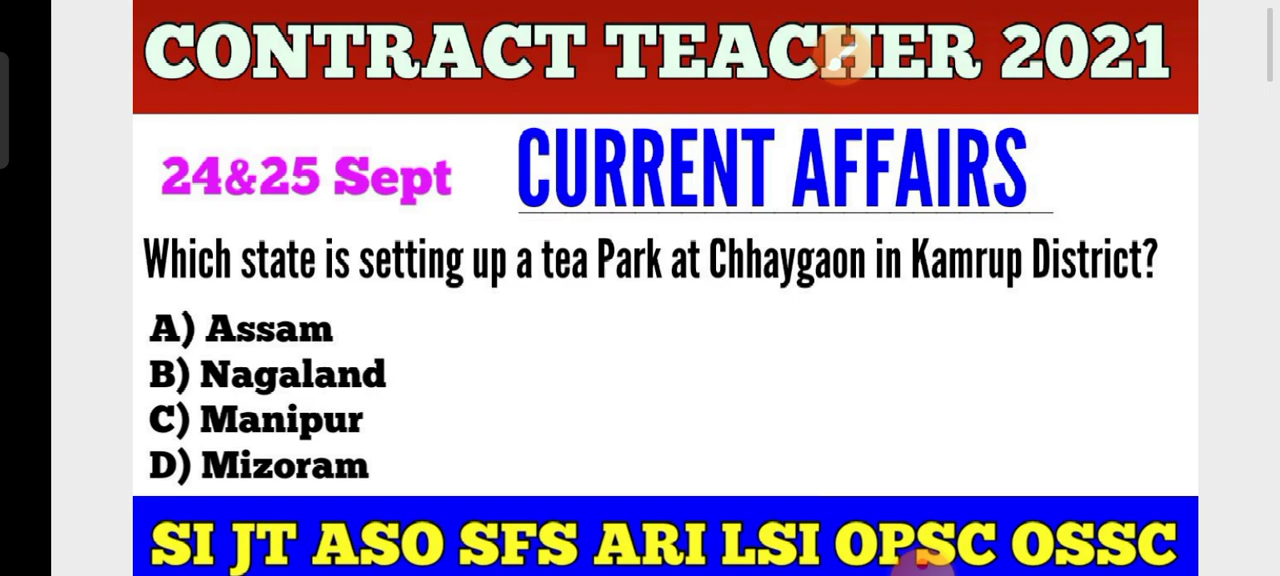 CONTRACT TEACHER 2021
24&25 Sept CURRENT AFFAIRS
Which state is setting up a tea Park at Chhaygaon in Kamrup District?
A) Assam
B) Nagaland
C) Manipur
D) Mizoram
SI JT ASO SFS ARI LSI OPSC OSSC